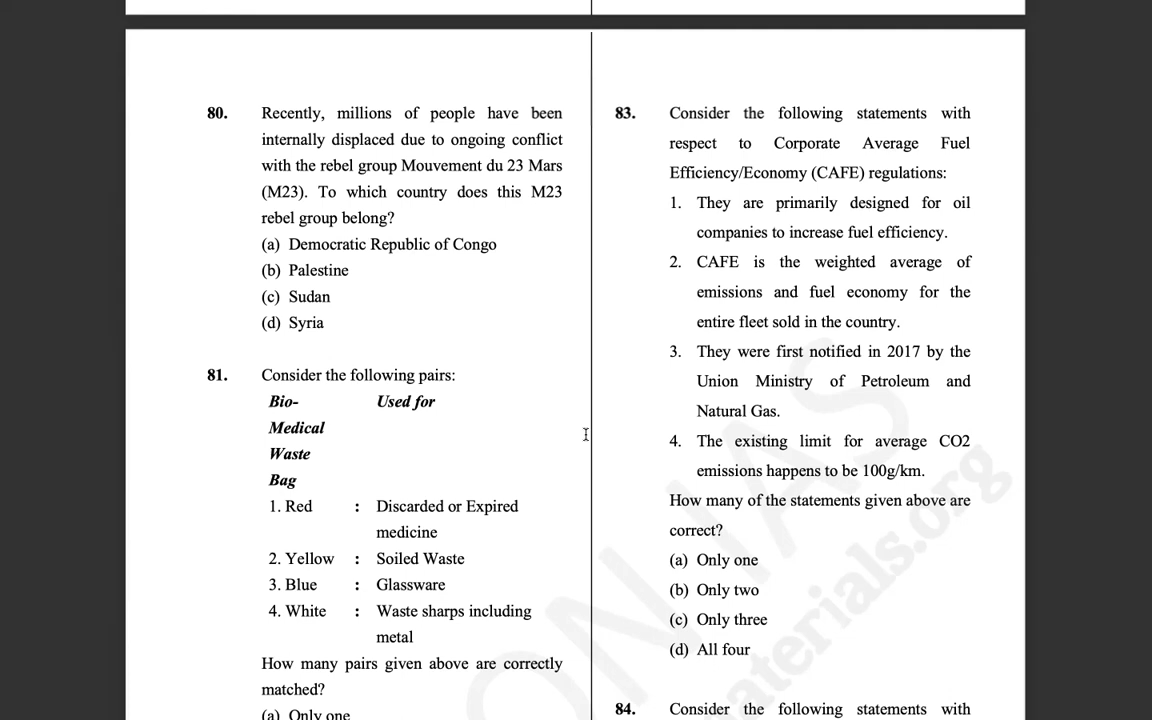 80. Recently, millions of people have been
internally displaced due to ongoing conflict
with the rebel group Mouvement du 23 Mars
(M23). To which country does this M23
rebel group belong?
(a) Democratic Republic of Congo
(b) Palestine
(c) Sudan
(d) Syria
81. Consider the following pairs:
Bio- Used for
Medical
Waste
Bag
1. Red : Discarded or Expired
medicine
2. Yellow : Soiled Waste
3. Blue : Glassware
4. White : Waste sharps including
metal
How many pairs given above are correctly
matched?
(a) Only one
83. Consider the following statements with
respect to Corporate Average Fuel
Efficiency/Economy (CAFE) regulations:
1. They are primarily designed for oil
companies to increase fuel efficiency.
2. CAFE is the weighted average of
emissions and fuel economy for the
entire fleet sold in the country.
3. They were first notified in 2017 by the
Union Ministry of Petroleum and
Natural Gas.
4. The existing limit for average CO2
emissions happens to be 100g/km.
How many of the statements given above are
correct?
(a) Only one
(b) Only two
(c) Only three
(d) All four
84. Consider the following statements with